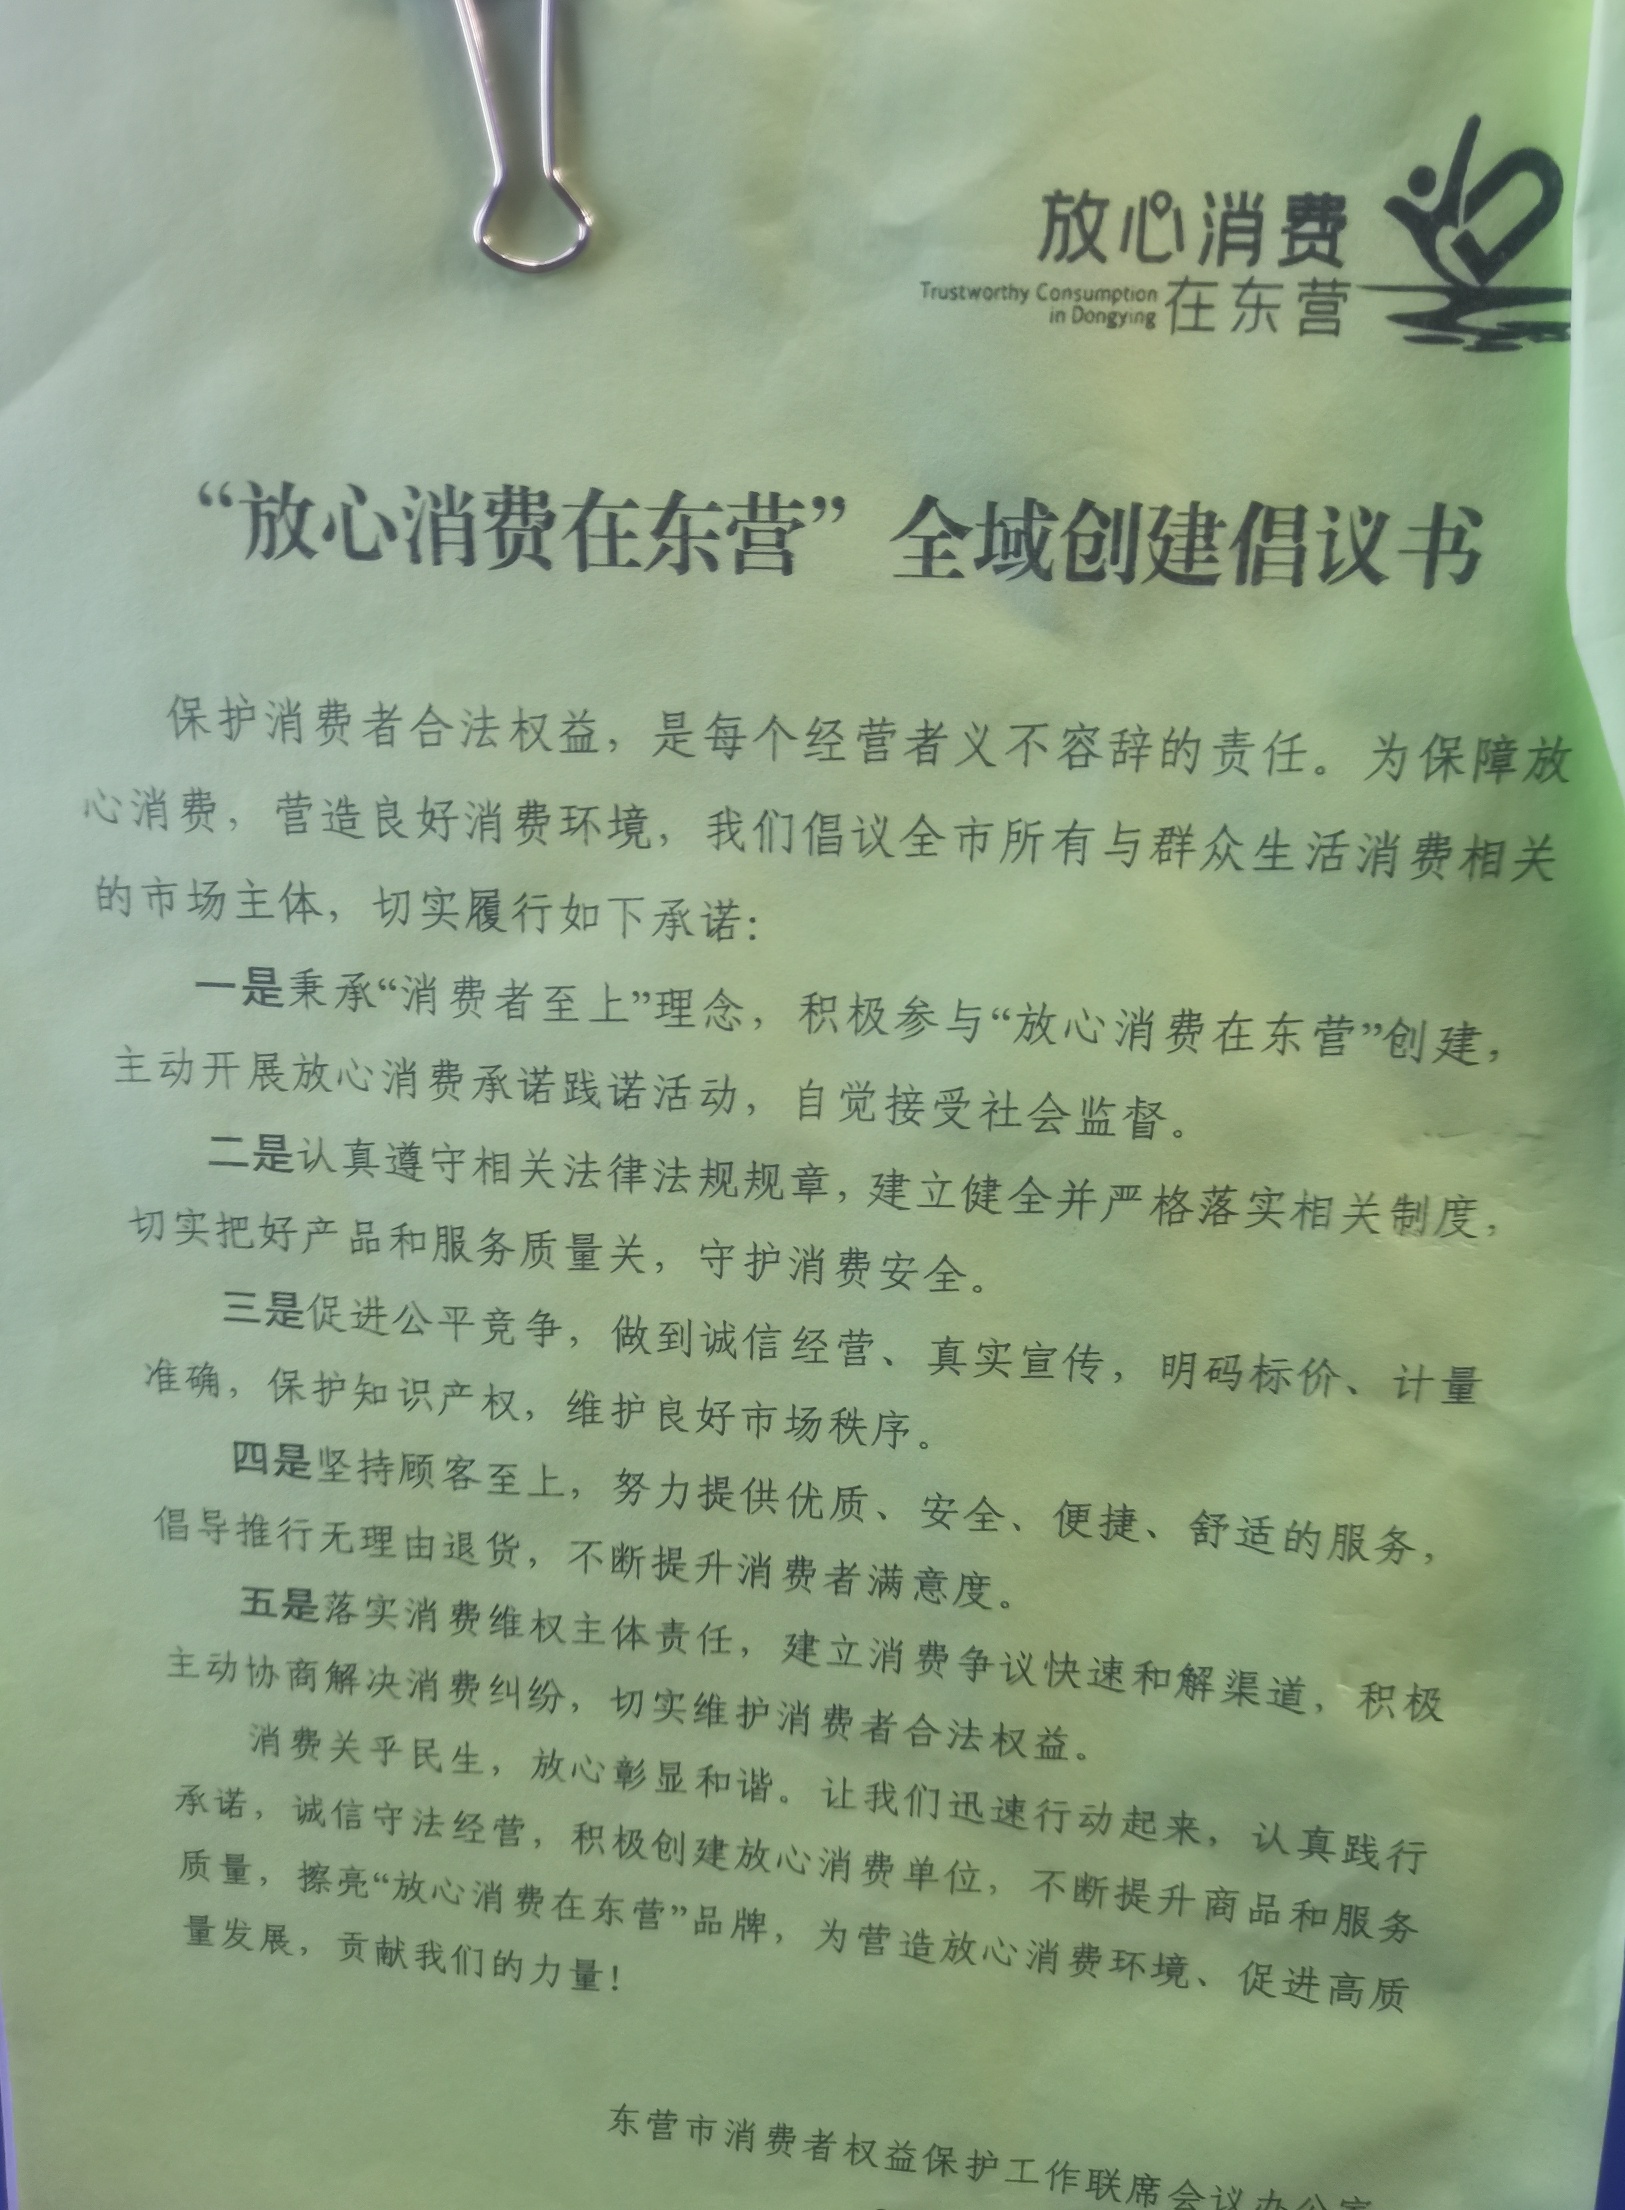 放心消费
Trustworthy Consumption
in Dongying
在东营
“放心消费在东营”全域创建倡议书
保护消费者合法权益，是每个经营者义不容辞的责任。为保障放
心消费，营造良好消费环境，我们倡议全市所有与群众生活消费相关
的市场主体，切实履行如下承诺：
一是秉承“消费者至上”理念，积极参与“放心消费在东营”创建，
主动开展放心消费承诺践诺活动，自觉接受社会监督。
二是认真遵守相关法律法规规章，建立健全并严格落实相关制度，
切实把好产品和服务质量关，守护消费安全。
三是促进公平竞争，做到诚信经营、真实宣传，明码标价、计量
准确，保护知识产权，维护良好市场秩序。
四是坚持顾客至上，努力提供优质、安全、便捷、舒适的服务，
倡导推行无理由退货，不断提升消费者满意度。
五是落实消费维权主体责任，建立消费争议快速和解渠道，积极
主动协商解决消费纠纷，切实维护消费者合法权益。
消费关乎民生，放心彰显和谐。让我们迅速行动起来，认真践行
承诺，诚信守法经营，积极创建放心消费单位，不断提升商品和服务
质量，擦亮“放心消费在东营”品牌，为营造放心消费环境、促进高质
量发展，贡献我们的力量！
东营市消费者权益保护工作联席会议办公室